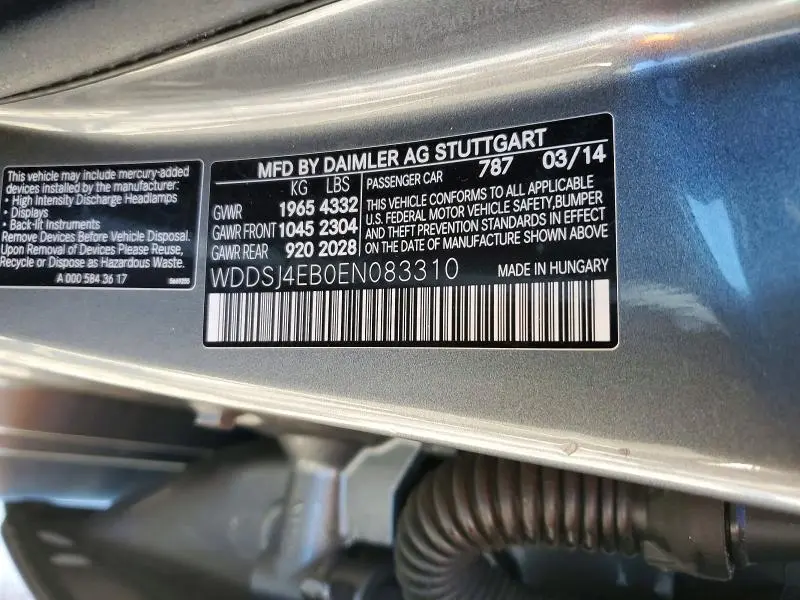 This vehicle may include mercury-added
devices installed by the manufacturer:
• High Intensity Discharge Headlamps
• Displays
• Back-lit Instruments
Remove Devices Before Vehicle Disposal.
Upon Removal of Devices Please Reuse,
Recycle or Dispose as Hazardous Waste.
A 000 584 36 17
MFD BY DAIMLER AG STUTTGART
KG LBS PASSENGER CAR 787 03/14
GVWR 1965 4332
GAWR FRONT 1045 2304
GAWR REAR 920 2028
THIS VEHICLE CONFORMS TO ALL APPLICABLE
U.S. FEDERAL MOTOR VEHICLE SAFETY,BUMPER
AND THEFT PREVENTION STANDARDS IN EFFECT
ON THE DATE OF MANUFACTURE SHOWN ABOVE.
WDDSJ4EB0EN083310 MADE IN HUNGARY